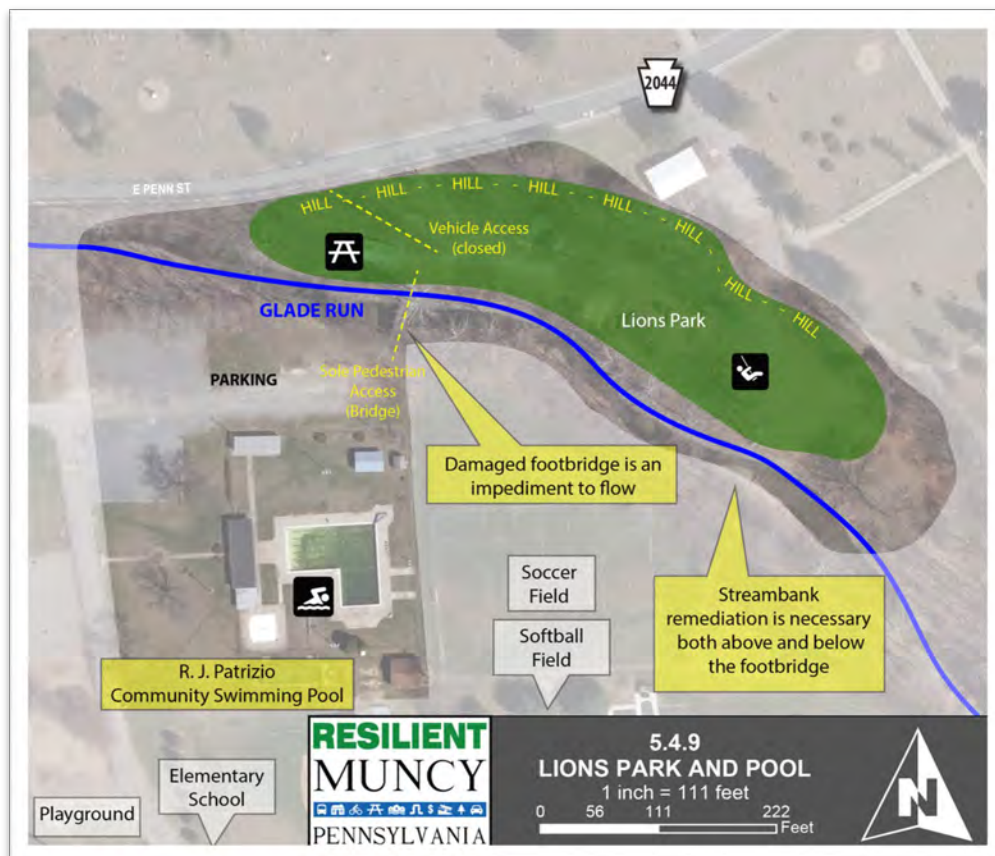 2044
E PENN ST
HILL - HILL - - HILL - - HILL - - HILL - - HILL - - HILL - - HILL
Vehicle Access
(closed)
GLADE RUN
Lions Park
PARKING
Sole Pedestrian
Access
(Bridge)
Damaged footbridge is an
impediment to flow
Soccer
Field
Softball
Field
Streambank
remediation is necessary
both above and below
the footbridge
R. J. Patrizio
Community Swimming Pool
Elementary
School
Playground
RESILIENT
MUNCY
PENNSYLVANIA
5.4.9
LIONS PARK AND POOL
1 inch = 111 feet
0 56 111 222
Feet
N